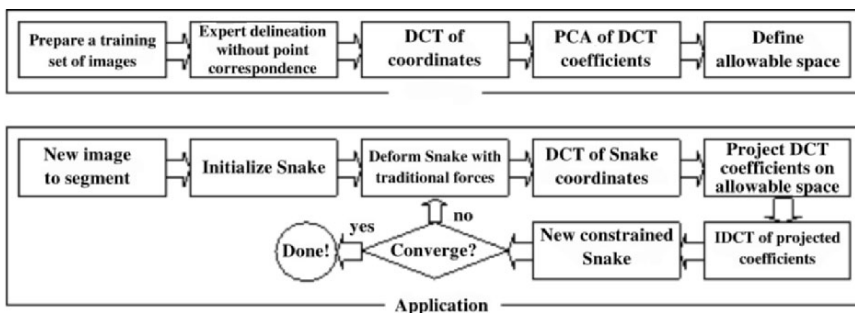 Prepare a training
set of images
Expert delineation
without point
correspondence
DCT of
coordinates
PCA of DCT
coefficients
Define
allowable space
New image
to segment
Initialize Snake
Deform Snake with
traditional forces
DCT of Snake
coordinates
Project DCT
coefficients on
allowable space
yes
no
Done!
Converge?
New constrained
Snake
IDCT of projected
coefficients
Application